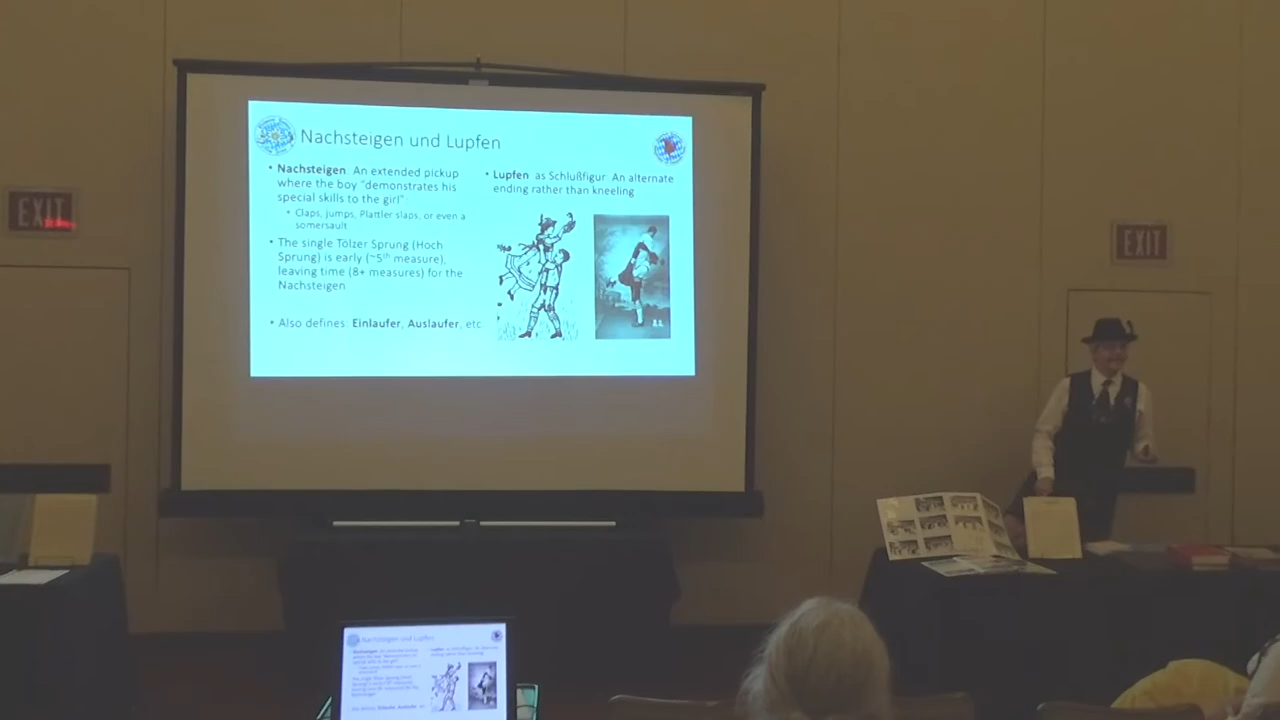 Nachsteigen und Lupfen
• Nachsteigen: An extended pickup
where the boy "demonstrates his
special skills to the girl"
• Claps, jumps, Plattler slaps, or even a
somersault
• The single Tölzer Sprung (Hoch
Sprung) is early (~5th measure),
leaving time (8+ measures) for the
Nachsteigen
• Also defines: Einlaufer, Auslaufer, etc.
• Lupfen as Schlußfigur: An alternate
ending rather than kneeling
EXIT
EXIT
Nachsteigen und Lupfen